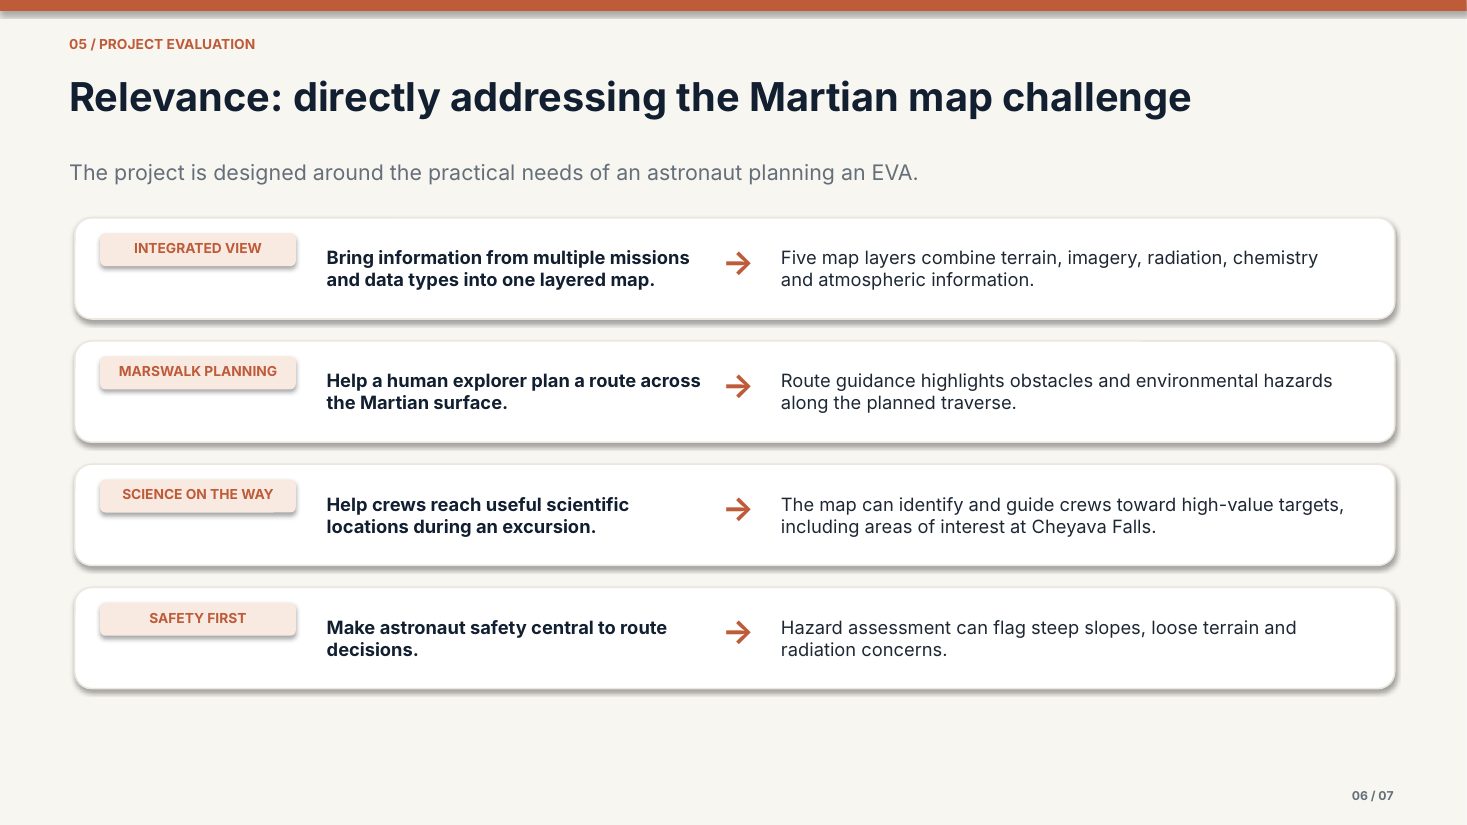 05 / PROJECT EVALUATION
Relevance: directly addressing the Martian map challenge
The project is designed around the practical needs of an astronaut planning an EVA.
INTEGRATED VIEW
Bring information from multiple missions
and data types into one layered map.
→
Five map layers combine terrain, imagery, radiation, chemistry
and atmospheric information.
MARSWALK PLANNING
Help a human explorer plan a route across
the Martian surface.
→
Route guidance highlights obstacles and environmental hazards
along the planned traverse.
SCIENCE ON THE WAY
Help crews reach useful scientific
locations during an excursion.
→
The map can identify and guide crews toward high-value targets,
including areas of interest at Cheyava Falls.
SAFETY FIRST
Make astronaut safety central to route
decisions.
→
Hazard assessment can flag steep slopes, loose terrain and
radiation concerns.
06 / 07